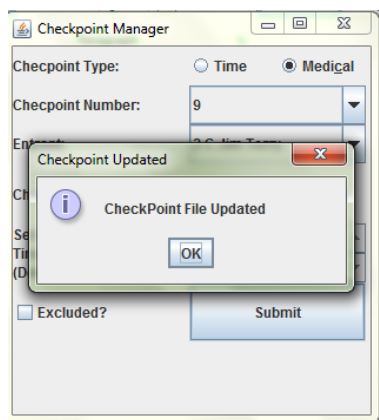 Checkpoint Manager
Checpoint Type:
Time
Medical
Checpoint Number:
9
Checkpoint Updated
CheckPoint File Updated
OK
Excluded?
Submit